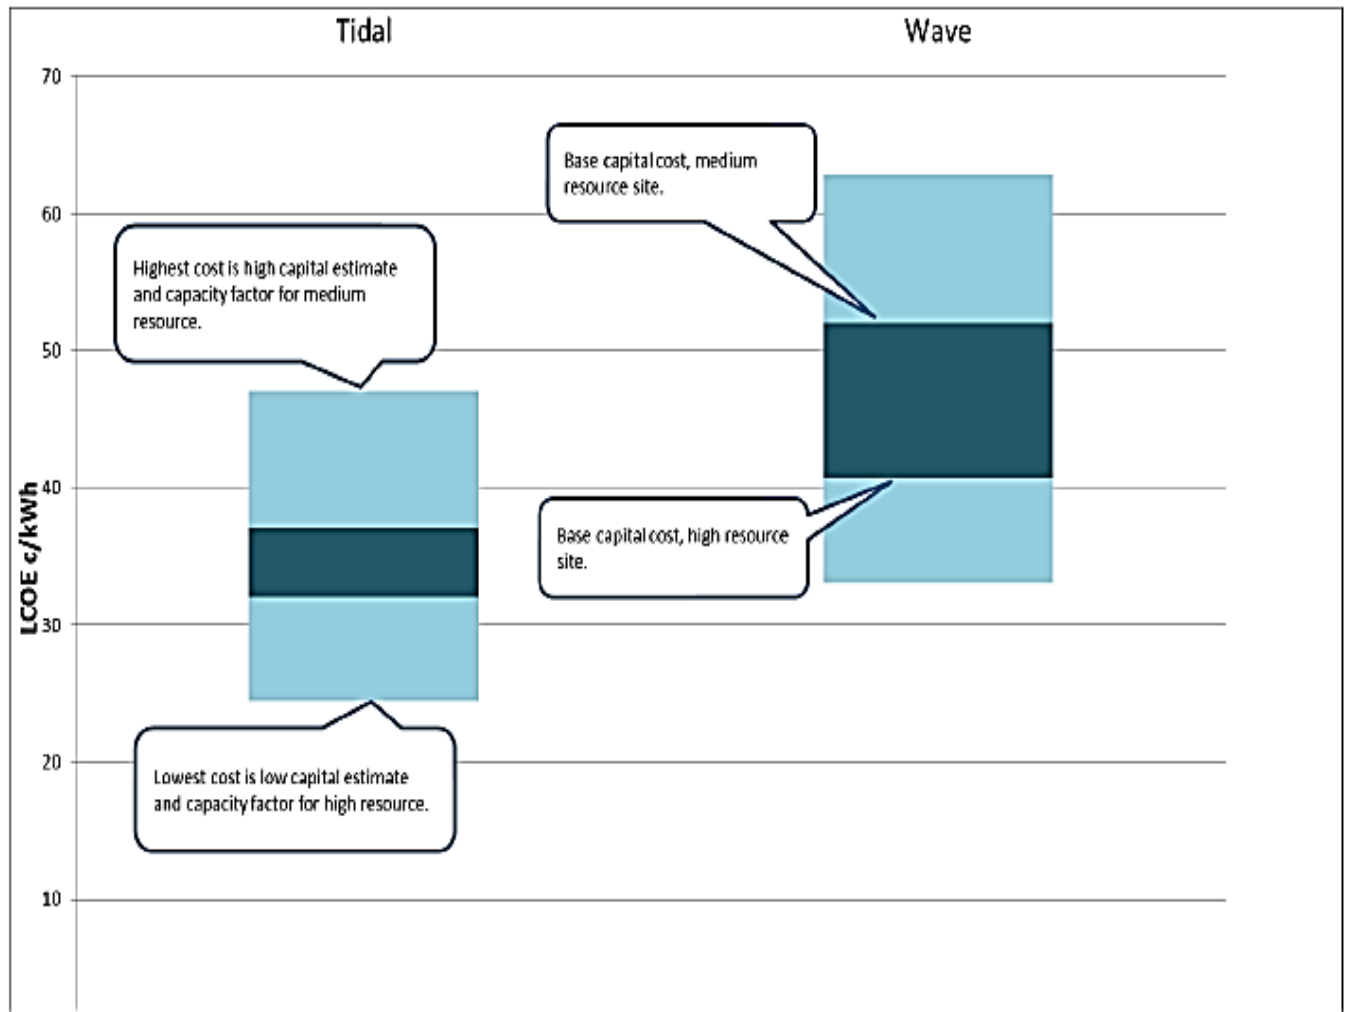 Tidal
Wave
70
60
50
40
30
20
10
LCOE c/kWh
Base capital cost, medium
resource site.
Highest cost is high capital estimate
and capacity factor for medium
resource.
Base capital cost, high resource
site.
Lowest cost is low capital estimate
and capacity factor for high resource.